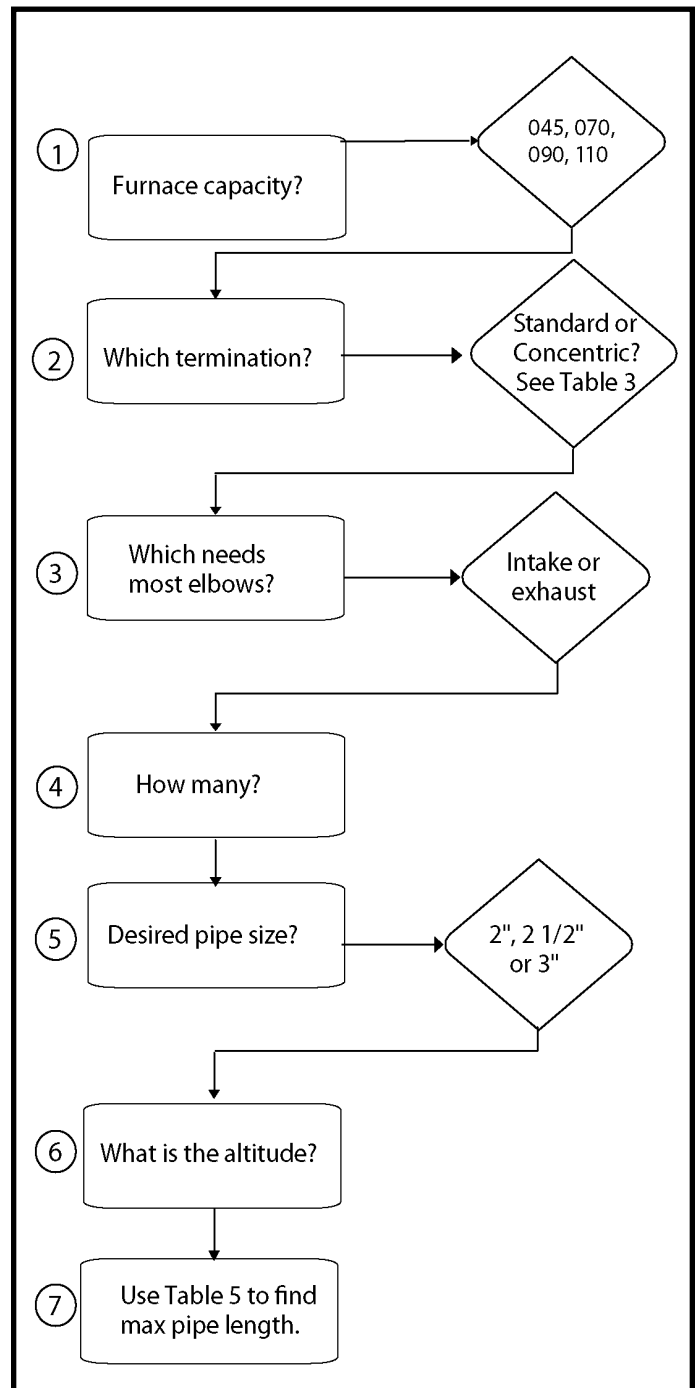 1
Furnace capacity?
045, 070,
090, 110
2
Which termination?
Standard or
Concentric?
See Table 3
3
Which needs
most elbows?
Intake or
exhaust
4
How many?
5
Desired pipe size?
2", 2 1/2"
or 3"
6
What is the altitude?
7
Use Table 5 to find
max pipe length.